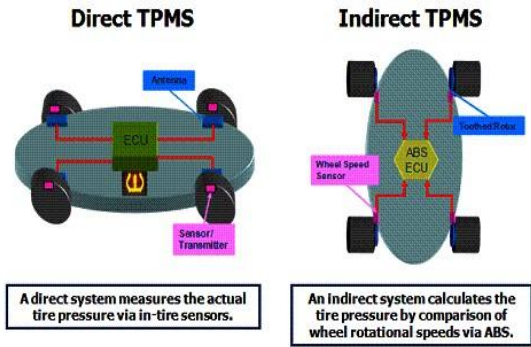 Direct TPMS
Indirect TPMS
Antenna
ECU
Sensor/
Transmitter
Toothed Rotor
ABS
ECU
Wheel Speed
Sensor
A direct system measures the actual
tire pressure via in-tire sensors.
An indirect system calculates the
tire pressure by comparison of
wheel rotational speeds via ABS.